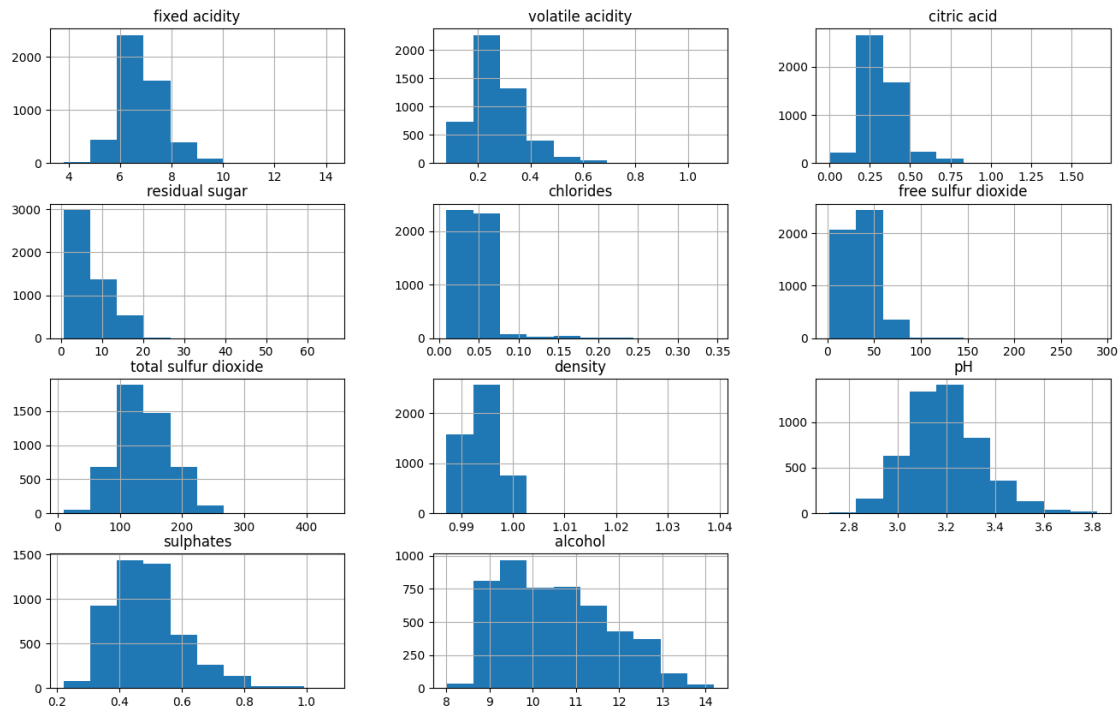 fixed acidity
volatile acidity
citric acid
2000
1000
0
4 6 8 10 12 14
2000
1500
1000
500
0
0.2 0.4 0.6 0.8 1.0
2000
1000
0
0.00 0.25 0.50 0.75 1.00 1.25 1.50
residual sugar
chlorides
free sulfur dioxide
3000
2000
1000
0
0 10 20 30 40 50 60
2000
1000
0
0.00 0.05 0.10 0.15 0.20 0.25 0.30 0.35
2000
1000
0
0 50 100 150 200 250 300
total sulfur dioxide
density
pH
1500
1000
500
0
0 100 200 300 400
2000
1000
0
0.99 1.00 1.01 1.02 1.03 1.04
1000
500
0
2.8 3.0 3.2 3.4 3.6 3.8
sulphates
alcohol
1500
1000
500
0
0.2 0.4 0.6 0.8 1.0
1000
750
500
250
0
8 9 10 11 12 13 14